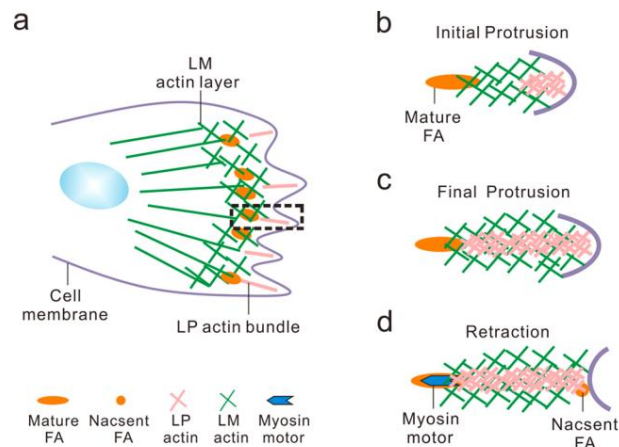 a
LM
actin layer
Cell
membrane
LP actin bundle
b
Initial Protrusion
Mature
FA
c
Final Protrusion
d
Retraction
Myosin
motor
Nacsent
FA
Mature
FA
Nacsent
FA
LP
actin
LM
actin
Myosin
motor